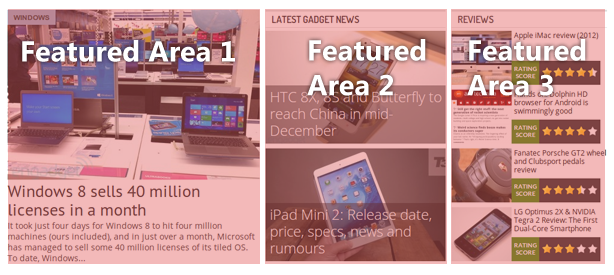 WINDOWS
Featured Area 1
Windows 8 sells 40 million
licenses in a month
It took just four days for Windows 8 to hit four million
machines (ours included), and in just over a month, Microsoft
has managed to sell some 40 million licenses of its tiled OS.
To date, Windows...
LATEST GADGET NEWS
Featured
Area 2
HTC 8X, 8S and Butterfly to
reach China in mid-
December
iPad Mini 2: Release date,
price, specs, news and
rumours
REVIEWS
Featured
Area 3
Apple iMac review (2012)
RATING
SCORE
Dolphin HD
browser for Android is
swimmingly good
RATING
SCORE
Fanatec Porsche GT2 whee
and Clubsport pedals
review
RATING
SCORE
LG Optimus 2X & NVIDIA
Tegra 2 Review: The First
Dual-Core Smartphone
RATING
SCORE